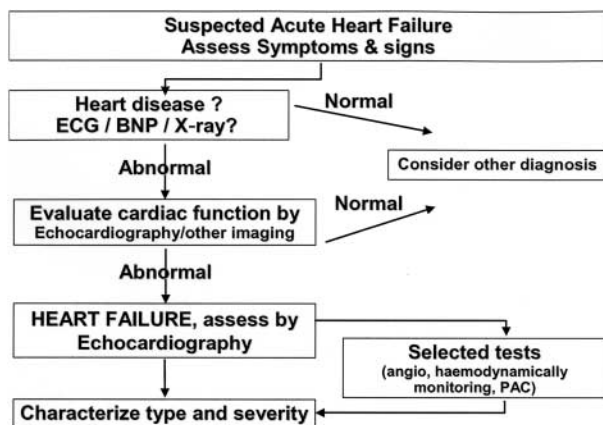 Suspected Acute Heart Failure
Assess Symptoms & signs
Heart disease ?
ECG / BNP / X-ray?
Normal
Consider other diagnosis
Abnormal
Evaluate cardiac function by
Echocardiography/other imaging
Normal
Abnormal
HEART FAILURE, assess by
Echocardiography
Selected tests
(angio, haemodynamically
monitoring, PAC)
Characterize type and severity